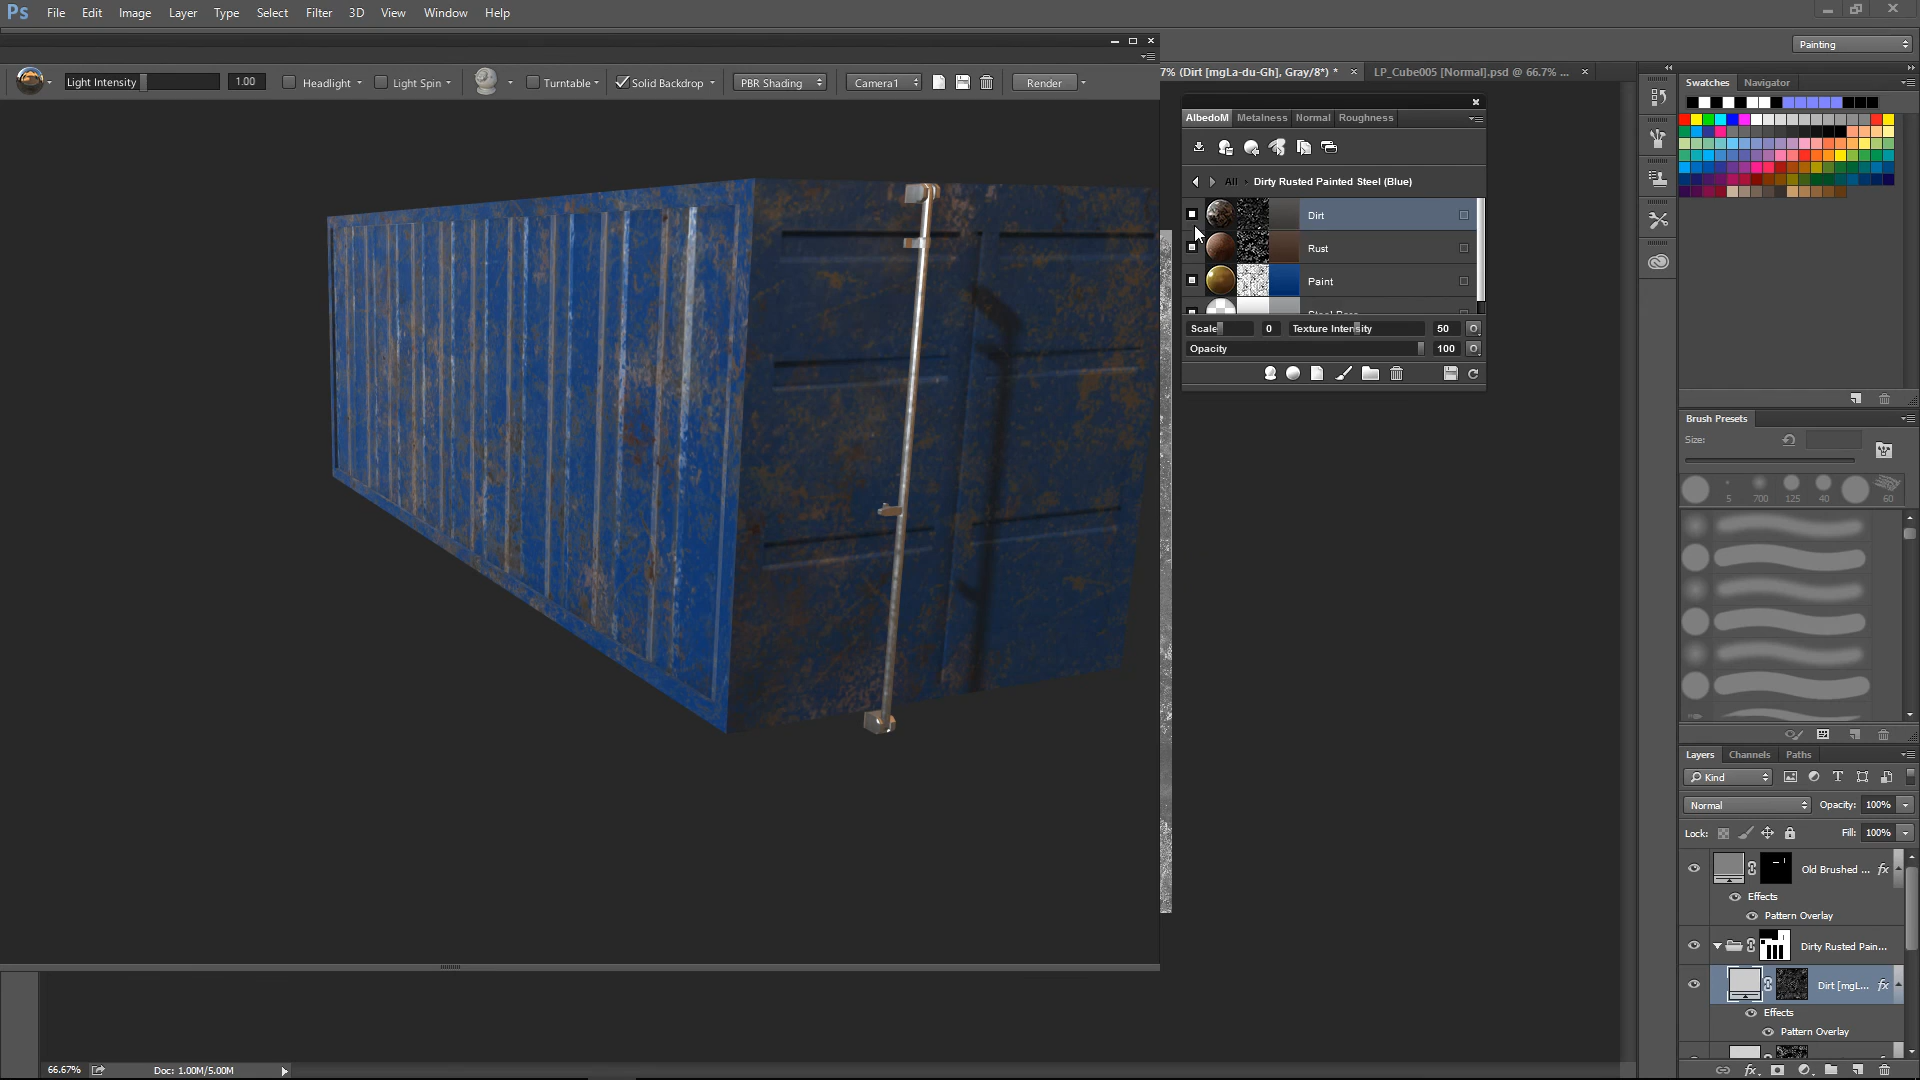 Ps File Edit Image Layer Type Select Filter 3D View Window Help
Painting
Light Intensity 1.00 Headlight Light Spin Turntable Solid Backdrop PBR Shading Camera1 Render
7% (Dirt [mgLa-du-Gh], Gray/8*) * LP_Cube005 [Normal].psd @ 66.7% ...
Swatches Navigator
AlbedoM Metalness Normal Roughness
All Dirty Rusted Painted Steel (Blue)
Dirt
Rust
Paint
Scale 0 Texture Intensity 50
Opacity 100
Brush Presets
Size:
5 700 125 40 60
Layers Channels Paths
Kind
Normal Opacity: 100%
Lock: Fill: 100%
Old Brushed ... fx
Effects
Pattern Overlay
Dirty Rusted Pain...
Dirt [mgL... fx
Effects
Pattern Overlay
66.67% Doc: 1.00M/5.00M
fx